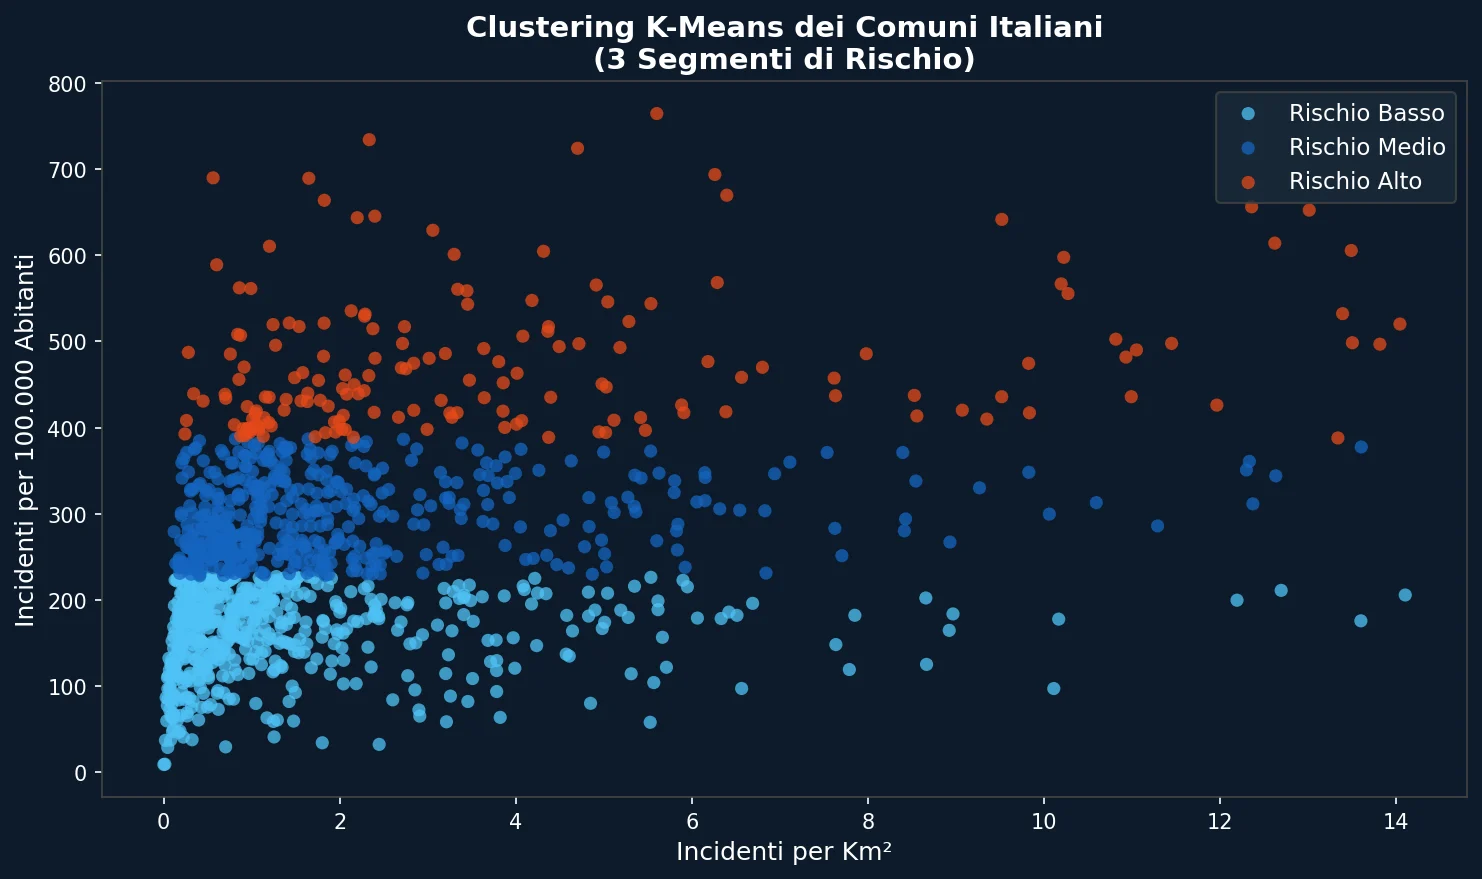 Clustering K-Means dei Comuni Italiani
(3 Segmenti di Rischio)
Rischio Basso
Rischio Medio
Rischio Alto
Incidenti per 100.000 Abitanti
800
700
600
500
400
300
200
100
0
0 2 4 6 8 10 12 14
Incidenti per Km²